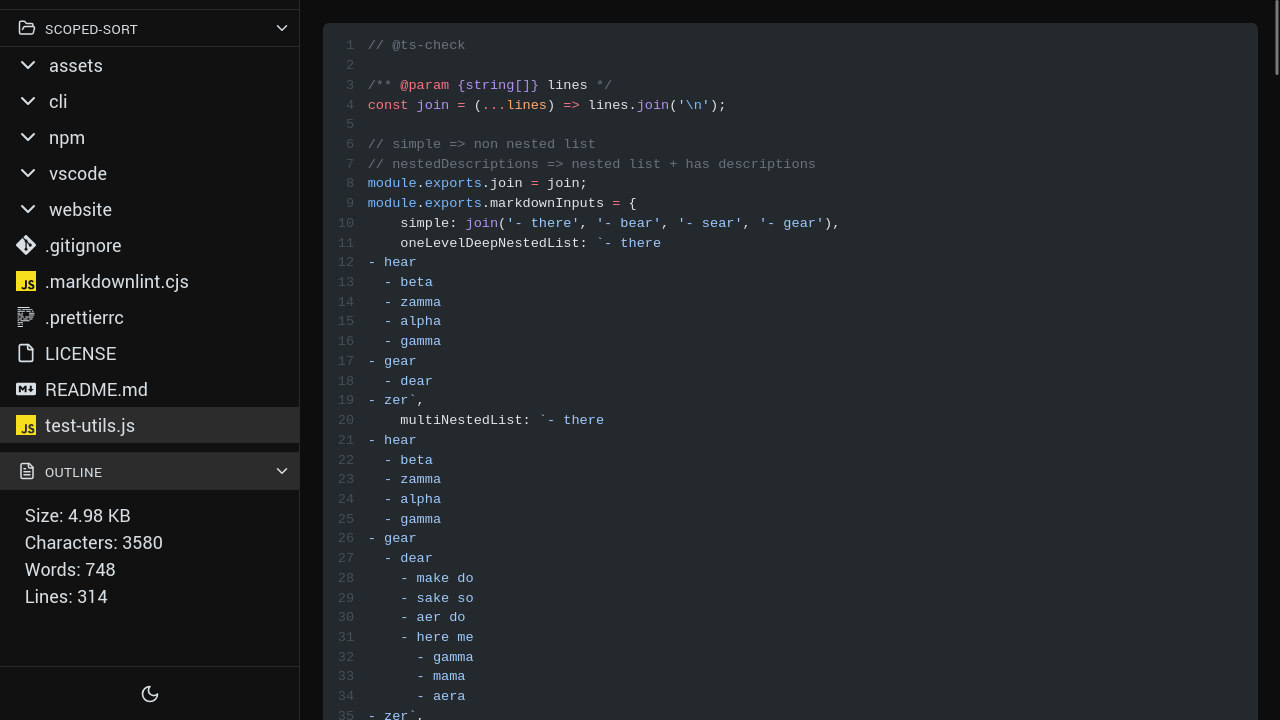 SCOPED-SORT
assets
cli
npm
vscode
website
.gitignore
JS .markdownlint.cjs
.prettierrc
LICENSE
README.md
JS test-utils.js
OUTLINE
Size: 4.98 KB
Characters: 3580
Words: 748
Lines: 314
1 // @ts-check
2
3 /** @param {string[]} lines */
4 const join = (...lines) => lines.join('\n');
5
6 // simple => non nested list
7 // nestedDescriptions => nested list + has descriptions
8 module.exports.join = join;
9 module.exports.markdownInputs = {
10     simple: join('- there', '- bear', '- sear', '- gear'),
11     oneLevelDeepNestedList: `- there
12 - hear
13   - beta
14   - zamma
15   - alpha
16   - gamma
17 - gear
18   - dear
19 - zer`,
20     multiNestedList: `- there
21 - hear
22   - beta
23   - zamma
24   - alpha
25   - gamma
26 - gear
27   - dear
28     - make do
29     - sake so
30     - aer do
31     - here me
32       - gamma
33       - mama
34       - aera
35 - zer`,